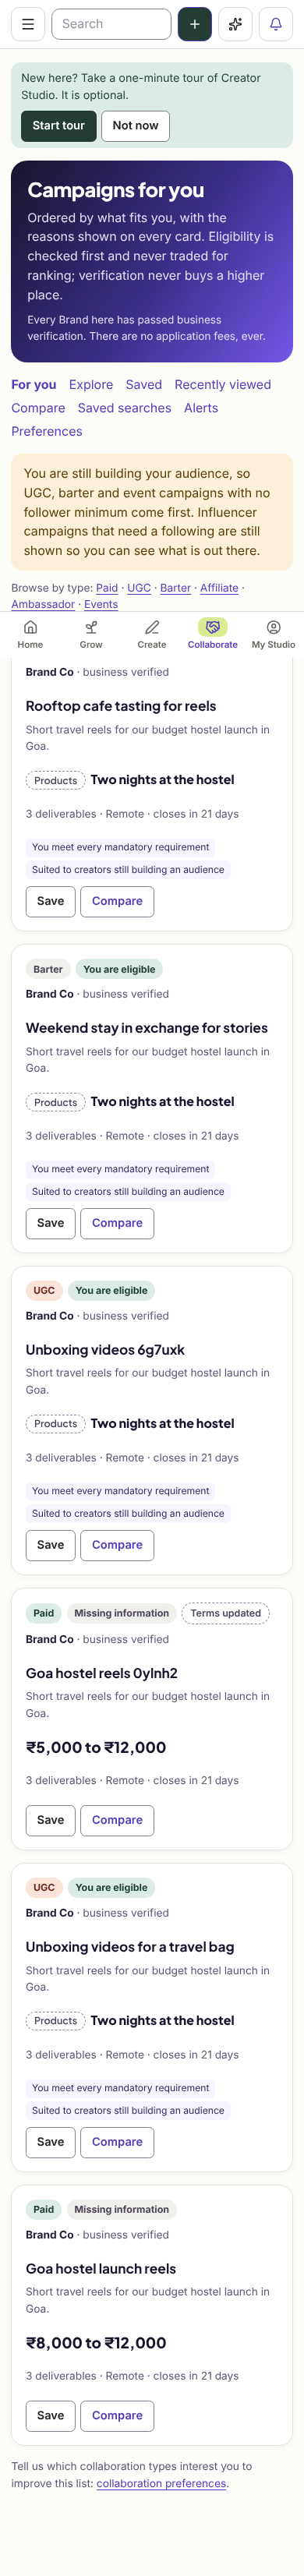 Search
New here? Take a one-minute tour of Creator
Studio. It is optional.
Start tour
Not now
Campaigns for you
Ordered by what fits you, with the
reasons shown on every card. Eligibility is
checked first and never traded for
ranking; verification never buys a higher
place.
Every Brand here has passed business
verification. There are no application fees, ever.
For you Explore Saved Recently viewed
Compare Saved searches Alerts
Preferences
You are still building your audience, so
UGC, barter and event campaigns with no
follower minimum come first. Influencer
campaigns that need a following are still
shown so you can see what is out there.
Browse by type: Paid · UGC · Barter · Affiliate ·
Ambassador · Events
Home Grow Create Collaborate My Studio
Brand Co · business verified
Rooftop cafe tasting for reels
Short travel reels for our budget hostel launch in
Goa.
Products Two nights at the hostel
3 deliverables · Remote · closes in 21 days
You meet every mandatory requirement
Suited to creators still building an audience
Save Compare
Barter You are eligible
Brand Co · business verified
Weekend stay in exchange for stories
Short travel reels for our budget hostel launch in
Goa.
Products Two nights at the hostel
3 deliverables · Remote · closes in 21 days
You meet every mandatory requirement
Suited to creators still building an audience
Save Compare
UGC You are eligible
Brand Co · business verified
Unboxing videos 6g7uxk
Short travel reels for our budget hostel launch in
Goa.
Products Two nights at the hostel
3 deliverables · Remote · closes in 21 days
You meet every mandatory requirement
Suited to creators still building an audience
Save Compare
Paid Missing information Terms updated
Brand Co · business verified
Goa hostel reels 0ylnh2
Short travel reels for our budget hostel launch in
Goa.
₹5,000 to ₹12,000
3 deliverables · Remote · closes in 21 days
Save Compare
UGC You are eligible
Brand Co · business verified
Unboxing videos for a travel bag
Short travel reels for our budget hostel launch in
Goa.
Products Two nights at the hostel
3 deliverables · Remote · closes in 21 days
You meet every mandatory requirement
Suited to creators still building an audience
Save Compare
Paid Missing information
Brand Co · business verified
Goa hostel launch reels
Short travel reels for our budget hostel launch in
Goa.
₹8,000 to ₹12,000
3 deliverables · Remote · closes in 21 days
Save Compare
Tell us which collaboration types interest you to
improve this list: collaboration preferences.